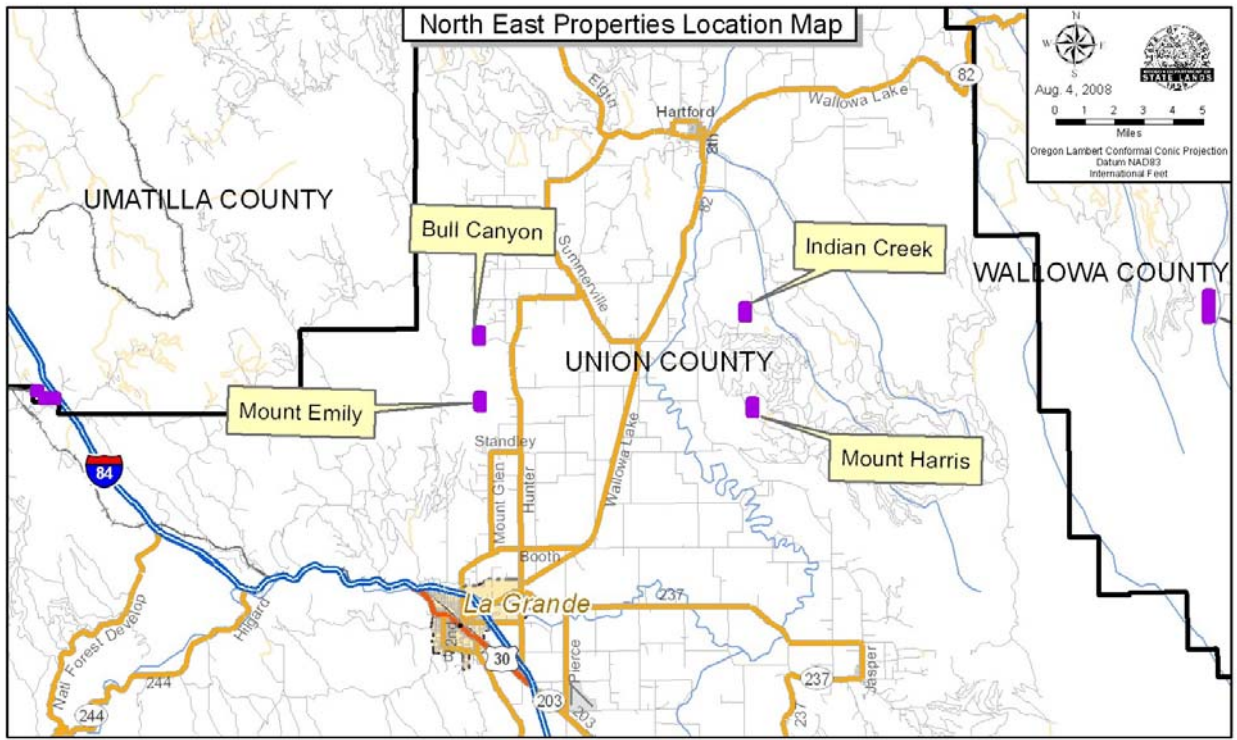 North East Properties Location Map
N
W
E
S
STATE LANDS
Aug. 4, 2008
0 1 2 3 4 5
Miles
Oregon Lambert Conformal Conic Projection
Datum NAD83
International Feet
82
Elgin
Wallowa Lake
Hartford
8th
82
UMATILLA COUNTY
Bull Canyon
Summerville
Indian Creek
WALLOWA COUNTY
UNION COUNTY
Mount Emily
Standley
Mount Glen
Hunter
Wallowa Lake
Mount Harris
84
Booth
La Grande
237
Natl Forest Develop
Hilgard
2nd
B
30
Pierce
Jasper
244
244
203
203
237
237